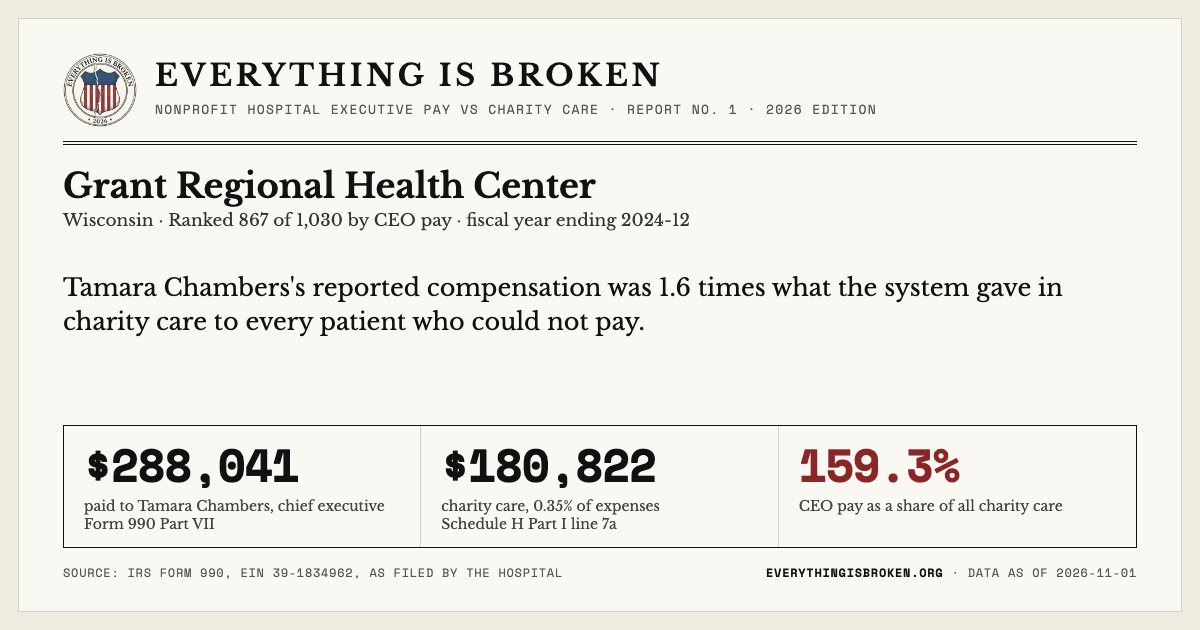 EVERYTHING IS BROKEN
2026
EVERYTHING IS BROKEN
NONPROFIT HOSPITAL EXECUTIVE PAY VS CHARITY CARE · REPORT NO. 1 · 2026 EDITION
Grant Regional Health Center
Wisconsin · Ranked 867 of 1,030 by CEO pay · fiscal year ending 2024-12
Tamara Chambers's reported compensation was 1.6 times what the system gave in
charity care to every patient who could not pay.
$288,041
paid to Tamara Chambers, chief executive
Form 990 Part VII
$180,822
charity care, 0.35% of expenses
Schedule H Part I line 7a
159.3%
CEO pay as a share of all charity care
SOURCE: IRS FORM 990, EIN 39-1834962, AS FILED BY THE HOSPITAL
EVERYTHINGISBROKEN.ORG · DATA AS OF 2026-11-01